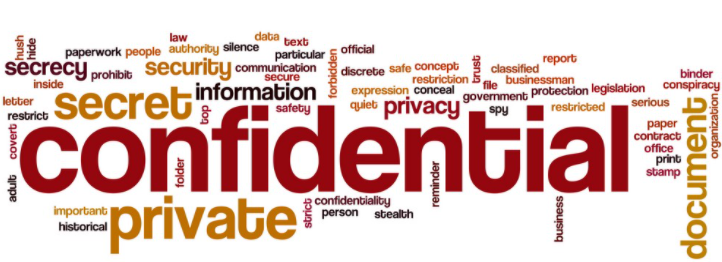 hush
hide
law
data
text
official
paperwork
people
authority
silence
particular
secrecy
prohibit
security
communication
secure
forbidden
discrete
safe
concept
trust
classified
report
binder
inside
information
expression
restriction
conceal
file
businessman
protection
legislation
conspiracy
letter
secret
top
safety
quiet
privacy
government
spy
restricted
serious
restrict
covert
confidential
paper
contract
office
print
stamp
document
organization
adult
folder
reminder
important
private
strict
confidentiality
person
stealth
business
historical